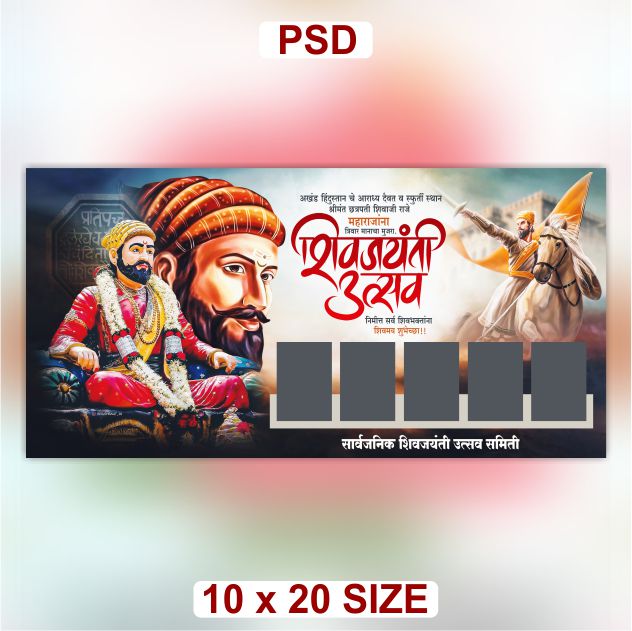 PSD
अखंड हिंदुस्तान चे आराध्य दैवत व स्फुर्ती स्थान
श्रीमंत छत्रपती शिवाजी राजे
महाराजांना
त्रिवार मानाचा मुजरा.
शिवजयंती
उत्सव
निमीत्त सर्व शिवभक्तांना
शिवमय शुभेच्छा!!
सार्वजनिक शिवजयंती उत्सव समिती
10 x 20 SIZE